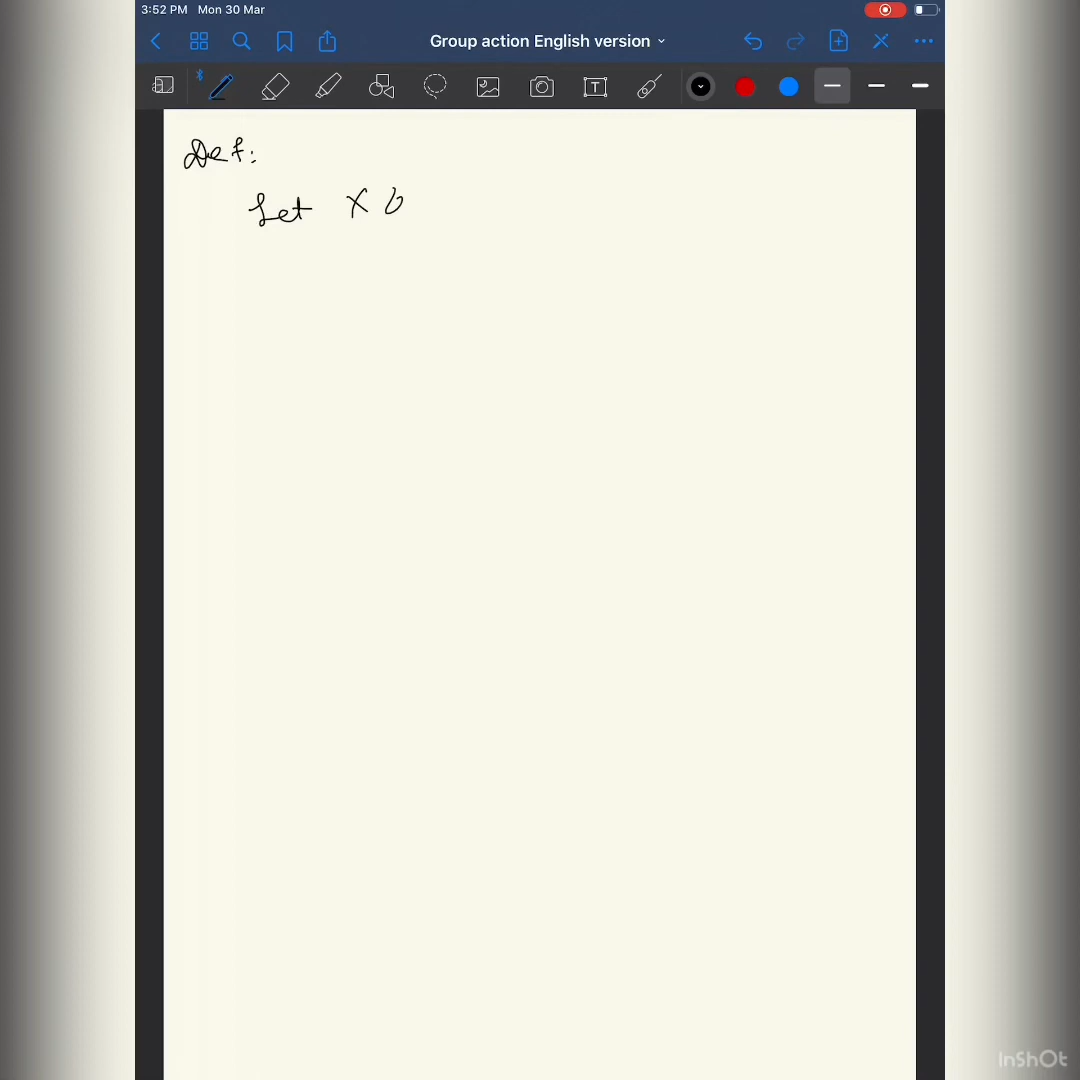 3:52 PM Mon 30 Mar
Group action English version
T
Def:
Let X b
InShOt